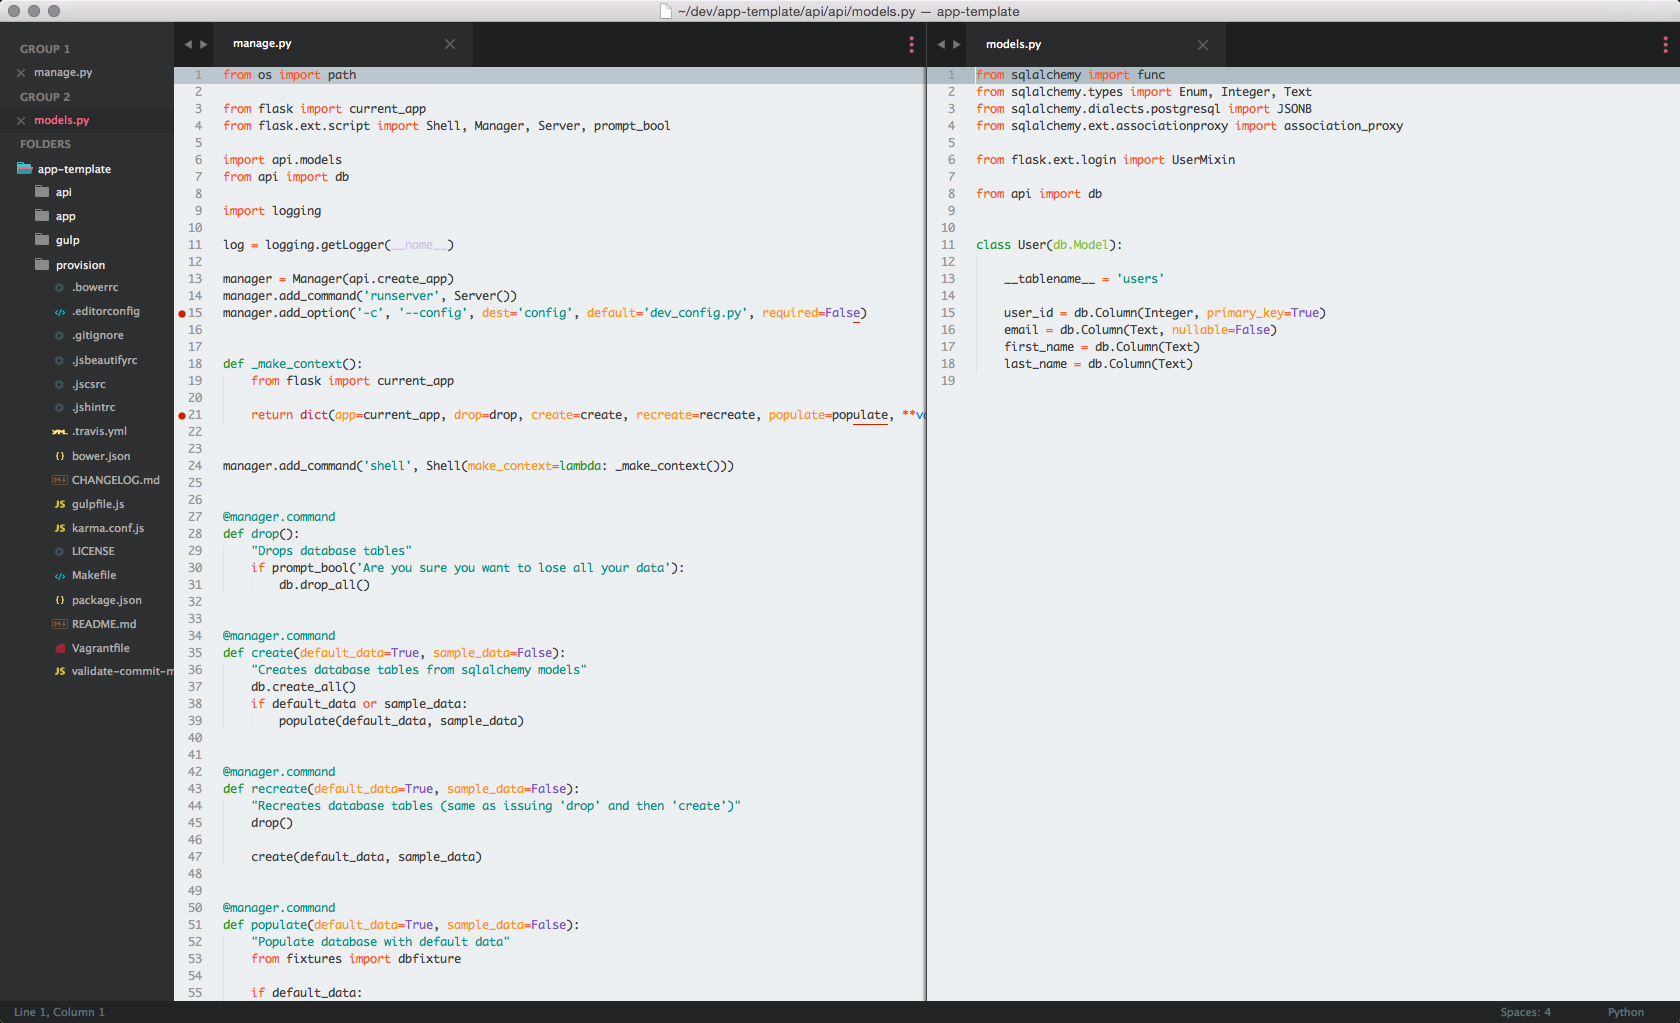 ~/dev/app-template/api/api/models.py — app-template
GROUP 1
manage.py
GROUP 2
models.py
FOLDERS
app-template
api
app
gulp
provision
.bowerrc
.editorconfig
.gitignore
.jsbeautifyrc
.jscsrc
.jshintrc
.travis.yml
bower.json
CHANGELOG.md
JS gulpfile.js
JS karma.conf.js
LICENSE
Makefile
package.json
README.md
Vagrantfile
JS validate-commit-m
manage.py
1 from os import path
2
3 from flask import current_app
4 from flask.ext.script import Shell, Manager, Server, prompt_bool
5
6 import api.models
7 from api import db
8
9 import logging
10
11 log = logging.getLogger(__name__)
12
13 manager = Manager(api.create_app)
14 manager.add_command('runserver', Server())
15 manager.add_option('-c', '--config', dest='config', default='dev_config.py', required=False)
16
17
18 def _make_context():
19     from flask import current_app
20
21     return dict(app=current_app, drop=drop, create=create, recreate=recreate, populate=populate, **va
22
23
24 manager.add_command('shell', Shell(make_context=lambda: _make_context()))
25
26
27 @manager.command
28 def drop():
29     "Drops database tables"
30     if prompt_bool('Are you sure you want to lose all your data'):
31         db.drop_all()
32
33
34 @manager.command
35 def create(default_data=True, sample_data=False):
36     "Creates database tables from sqlalchemy models"
37     db.create_all()
38     if default_data or sample_data:
39         populate(default_data, sample_data)
40
41
42 @manager.command
43 def recreate(default_data=True, sample_data=False):
44     "Recreates database tables (same as issuing 'drop' and then 'create')"
45     drop()
46
47     create(default_data, sample_data)
48
49
50 @manager.command
51 def populate(default_data=True, sample_data=False):
52     "Populate database with default data"
53     from fixtures import dbfixture
54
55     if default_data:
models.py
1 from sqlalchemy import func
2 from sqlalchemy.types import Enum, Integer, Text
3 from sqlalchemy.dialects.postgresql import JSONB
4 from sqlalchemy.ext.associationproxy import association_proxy
5
6 from flask.ext.login import UserMixin
7
8 from api import db
9
10
11 class User(db.Model):
12
13     __tablename__ = 'users'
14
15     user_id = db.Column(Integer, primary_key=True)
16     email = db.Column(Text, nullable=False)
17     first_name = db.Column(Text)
18     last_name = db.Column(Text)
19
Line 1, Column 1
Spaces: 4
Python